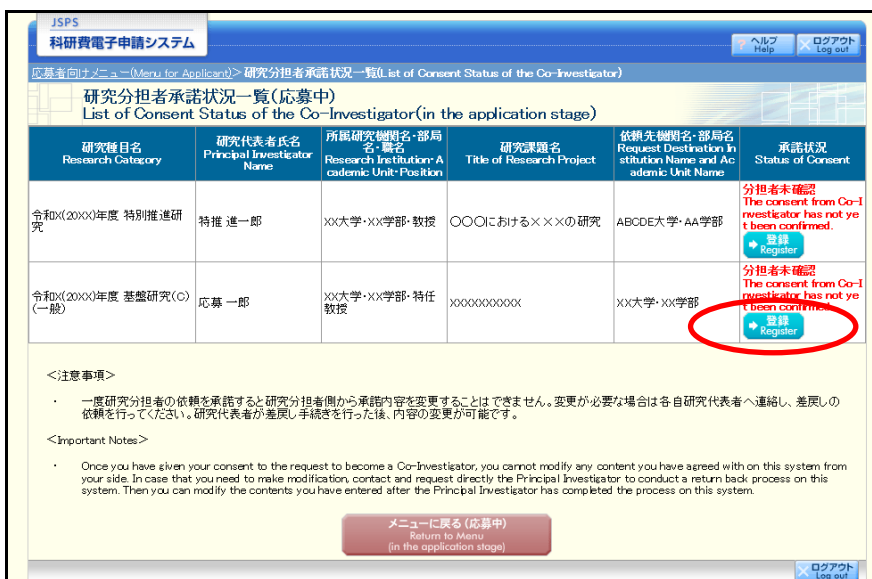 JSPS
科研費電子申請システム
? ヘルプ
Help
ログアウト
Log out
応募者向けメニュー(Menu for Applicant)> 研究分担者承諾状況一覧(List of Consent Status of the Co-Investigator)
研究分担者承諾状況一覧(応募中)
List of Consent Status of the Co-Investigator(in the application stage)
研究種目名
Research Category
研究代表者氏名
Principal Investigator
Name
所属研究機関名・部局
名・職名
Research Institution・A
cademic Unit・Position
研究課題名
Title of Research Project
依頼先機関名・部局名
Request Destination In
stitution Name and Ac
ademic Unit Name
承諾状況
Status of Consent
令和X(20XX)年度 特別推進研
究
特推 進一郎
XX大学・XX学部・教授
〇〇〇における×××の研究
ABCDE大学・AA学部
分担者未確認
The consent from Co-I
nvestigator has not ye
t been confirmed.
登録
Register
令和X(20XX)年度 基盤研究(C)
(一般)
応募 一郎
XX大学・XX学部・特任
教授
XXXXXXXXXXX
XX大学・XX学部
分担者未確認
The consent from Co-I
nvestigator has not ye
t been confirmed.
登録
Register
<注意事項>
・ 一度研究分担者の依頼を承諾すると研究分担者側から承諾内容を変更することはできません。変更が必要な場合は各自研究代表者へ連絡し、差戻しの
依頼を行ってください。研究代表者が差戻し手続きを行った後、内容の変更が可能です。
<Important Notes>
・ Once you have given your consent to the request to become a Co-Investigator, you cannot modify any content you have agreed with on this system from
your side. In case that you need to make modification, contact and request directly the Principal Investigator to conduct a return back process on this
system. Then you can modify the contents you have entered after the Principal Investigator has completed the process on this system.
メニューに戻る(応募中)
Return to Menu
(in the application stage)
ログアウト
Log out